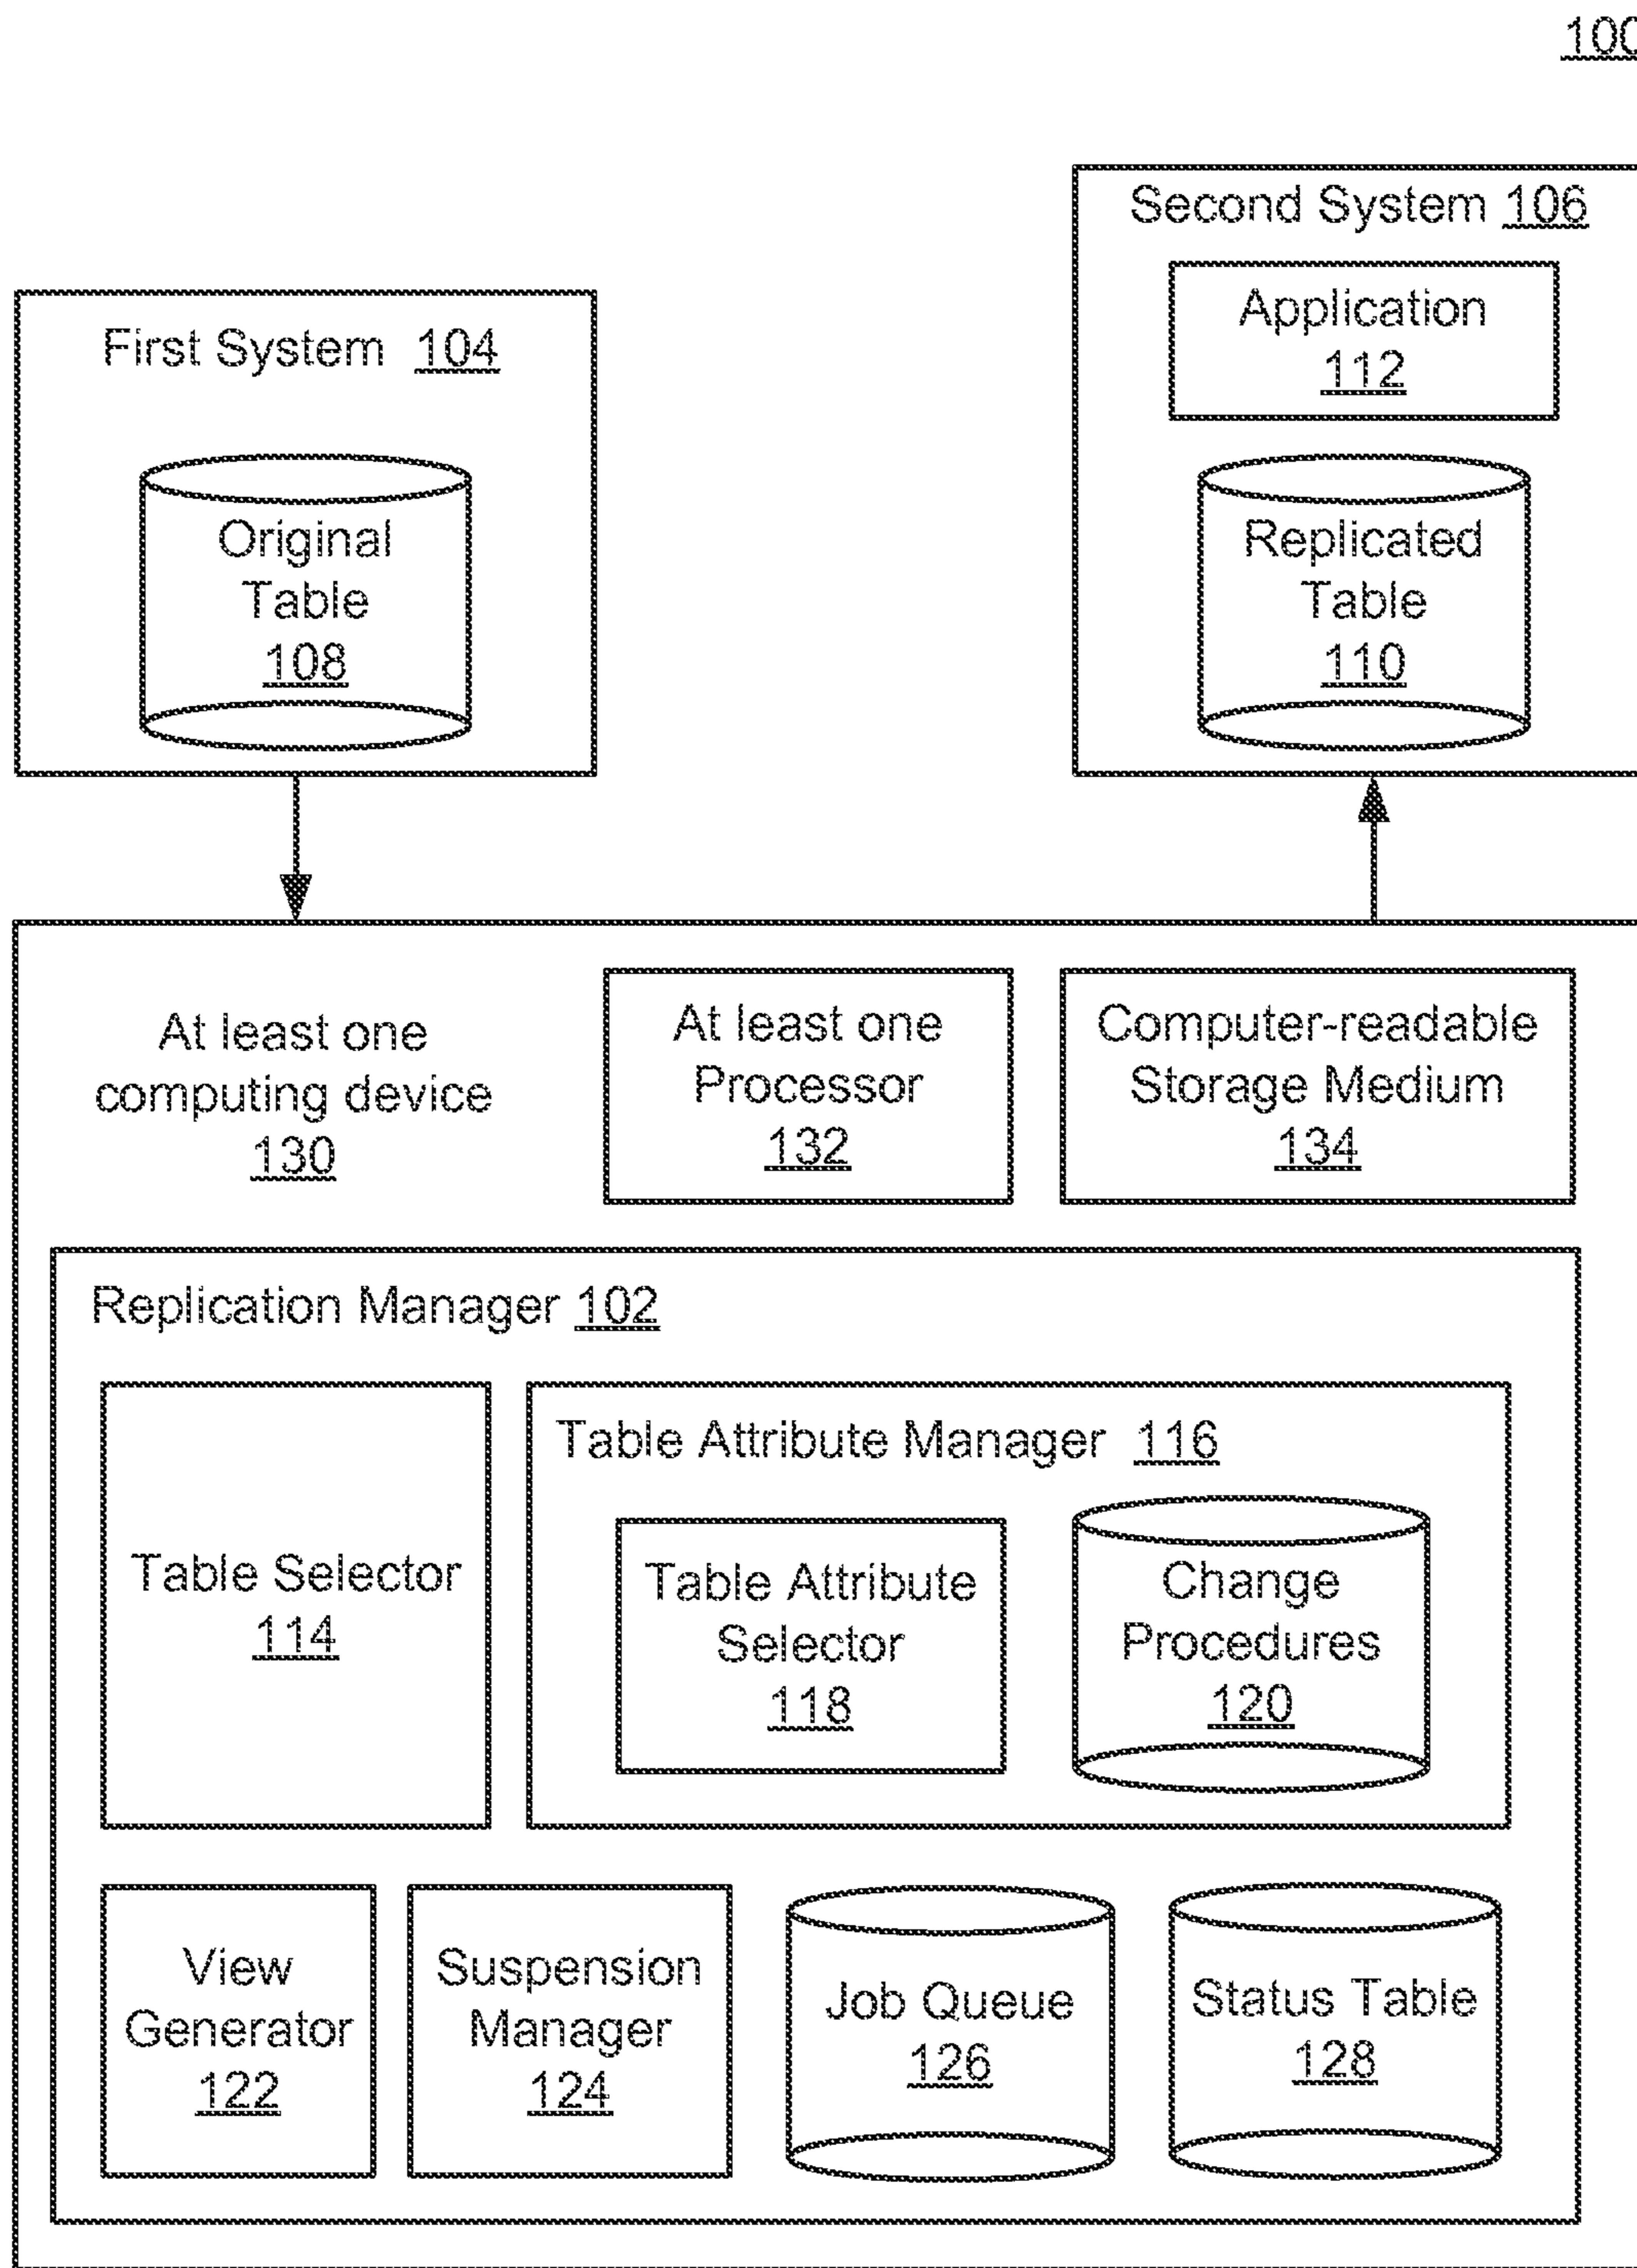 100
Second System 106
Application
112
First System 104
Original
Table
108
Replicated
Table
110
At least one
computing device
130
At least one
Processor
132
Computer-readable
Storage Medium
134
Replication Manager 102
Table Selector
114
Table Attribute Manager 116
Table Attribute
Selector
118
Change
Procedures
120
View
Generator
122
Suspension
Manager
124
Job Queue
126
Status Table
128